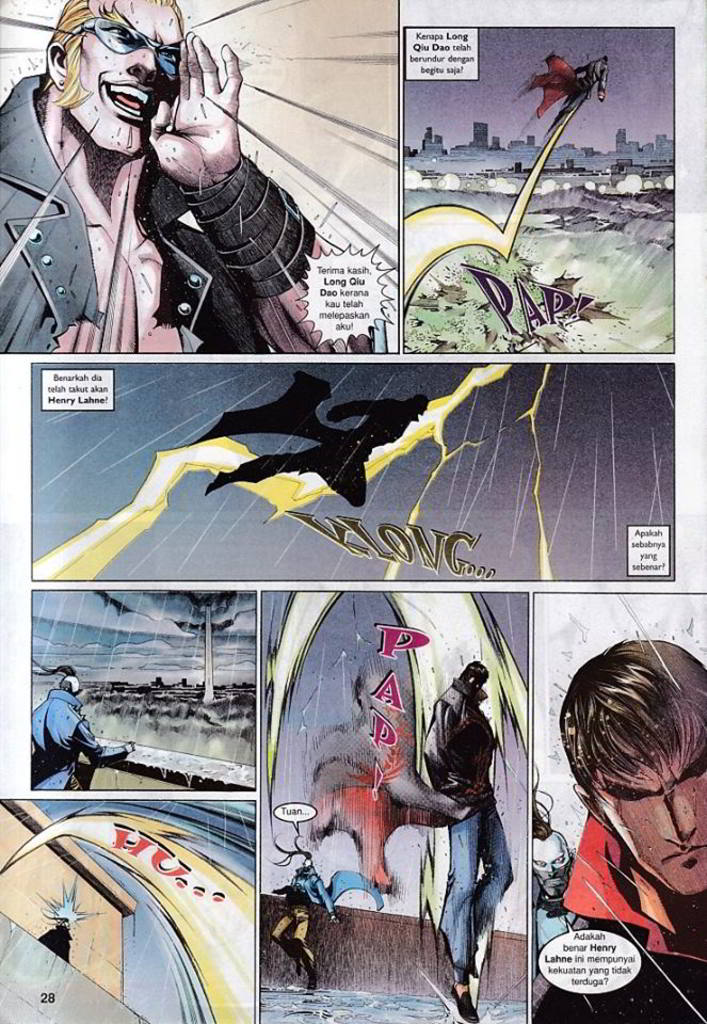 Terima kasih,
Long Qiu
Dao kerana
kau telah
melepaskan
aku!
Kenapa Long
Qiu Dao telah
berundur dengan
begitu saja?
PAP!
Benarkah dia
telah takut akan
Henry Lahne?
KLONG...
Apakah
sebabnya
yang
sebenar?
HU...
PAP!
Tuan...
Adakah
benar Henry
Lahne ini mempunyai
kekuatan yang tidak
terduga?
28